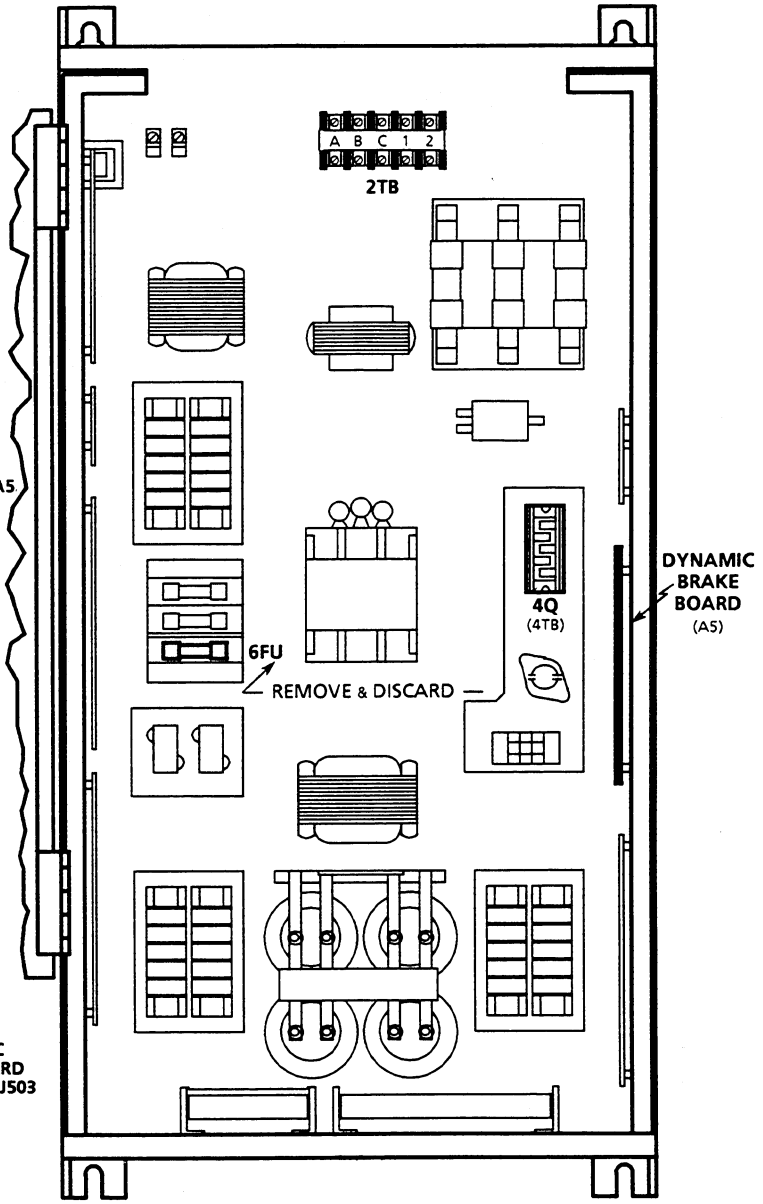 A B C 1 2
2TB
A5
DYNAMIC
BRAKE
BOARD
(A5)
4Q
(4TB)
6FU
REMOVE & DISCARD
C
RD
J503